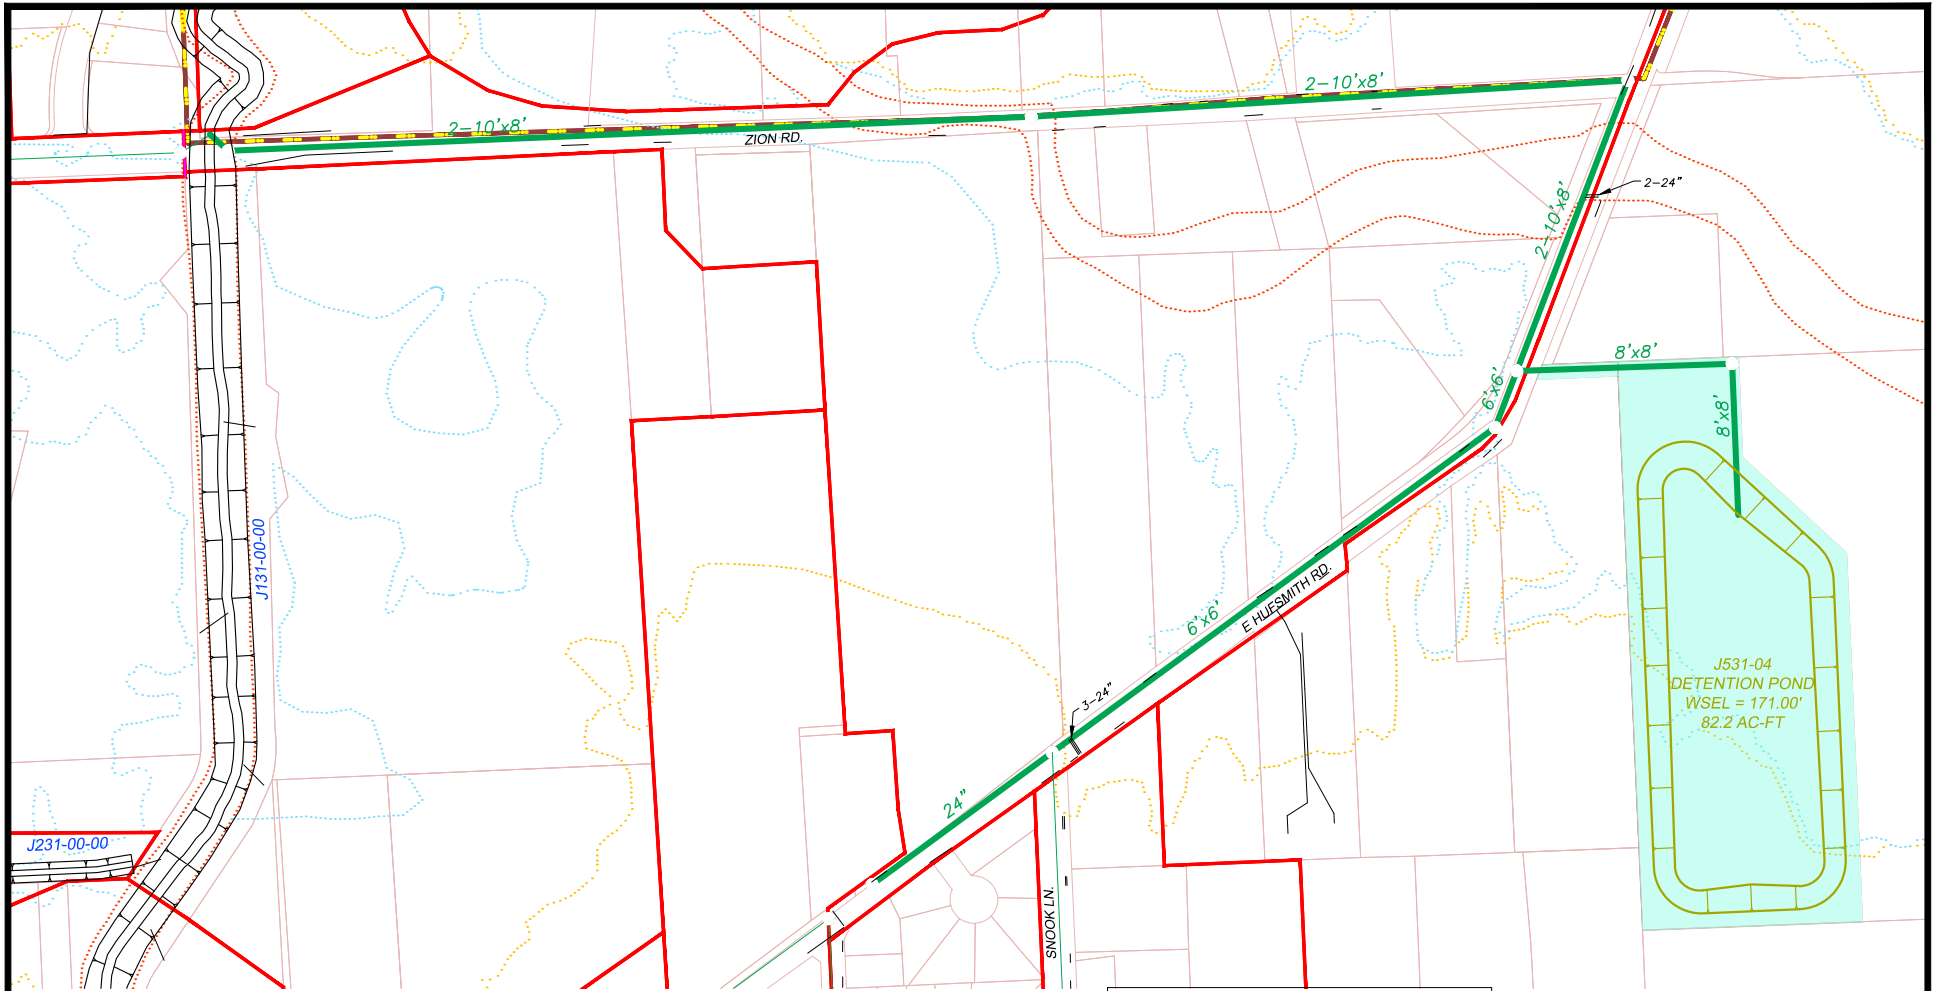 2-10'x8'
2-10'x8'
ZION RD.
2-24"
2-10'x8'
8'x8'
6'x6'
8'x8'
J131-00-00
E HUESMITH RD.
6'x6'
J531-04
DETENTION POND
WSEL = 171.00'
82.2 AC-FT
3-24"
24"
J231-00-00
SNOOK LN.